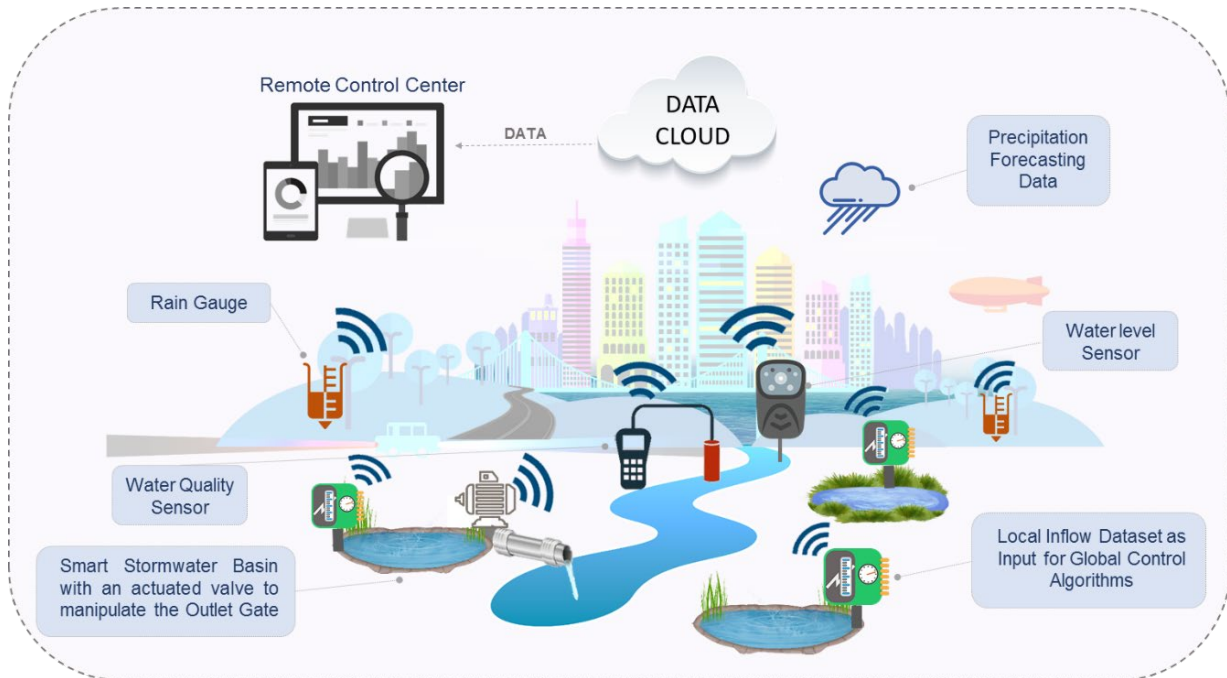 Remote Control Center
DATA
DATA
CLOUD
Precipitation
Forecasting
Data
Rain Gauge
Water level
Sensor
Water Quality
Sensor
Smart Stormwater Basin
with an actuated valve to
manipulate the Outlet Gate
Local Inflow Dataset as
Input for Global Control
Algorithms